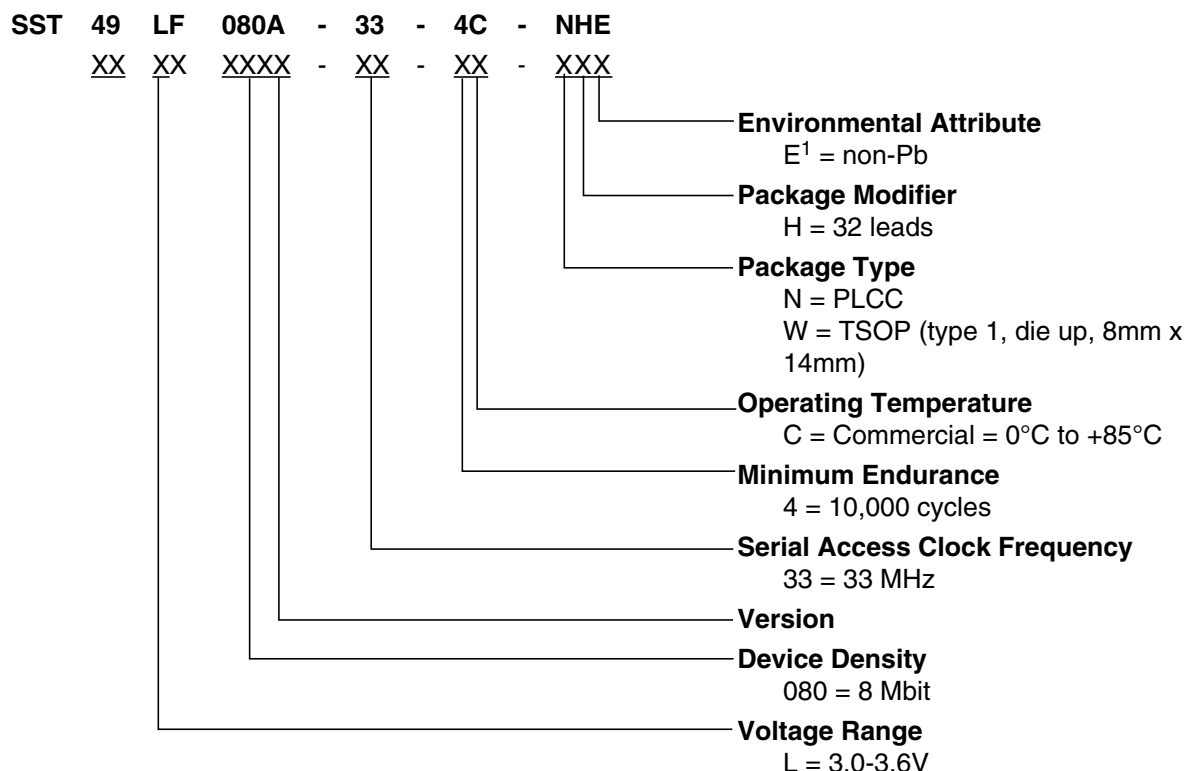 SST 49 LF 080A - 33 - 4C - NHE
XX XX XXXX - XX - XX - XXX
Environmental Attribute
E¹ = non-Pb
Package Modifier
H = 32 leads
Package Type
N = PLCC
W = TSOP (type 1, die up, 8mm x
14mm)
Operating Temperature
C = Commercial = 0°C to +85°C
Minimum Endurance
4 = 10,000 cycles
Serial Access Clock Frequency
33 = 33 MHz
Version
Device Density
080 = 8 Mbit
Voltage Range
L = 3.0-3.6V